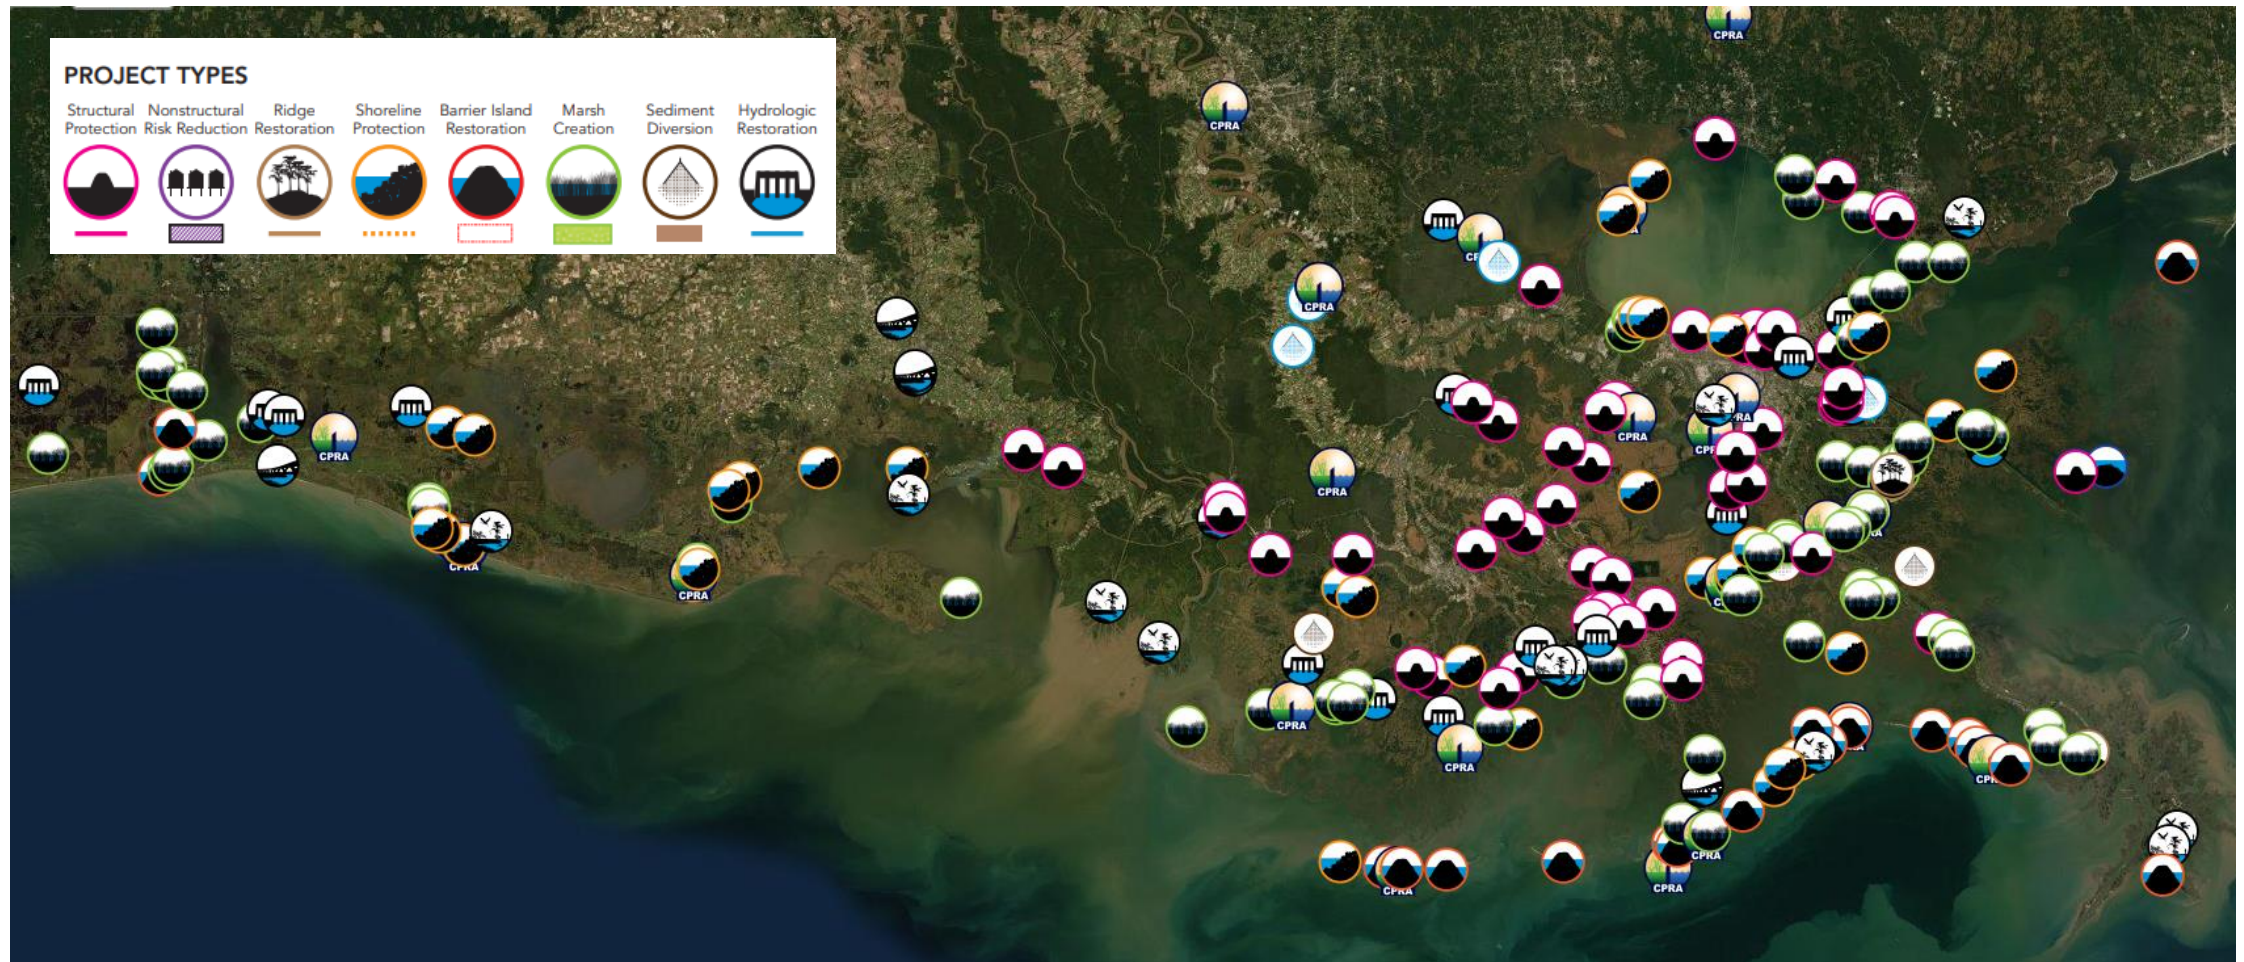 PROJECT TYPES
Structural Protection
Nonstructural Risk Reduction
Ridge Restoration
Shoreline Protection
Barrier Island Restoration
Marsh Creation
Sediment Diversion
Hydrologic Restoration
CPRA
CPRA
CPRA
CPRA
CPRA
CPRA
CPRA
CPRA
CPRA
CPRA
CPRA
CPRA
CPRA
CPRA